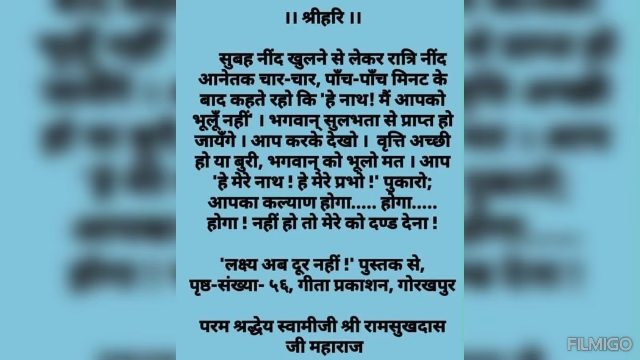 ।। श्रीहरि ।।
सुबह नींद खुलने से लेकर रात्रि नींद
आनेतक चार-चार, पाँच-पाँच मिनट के
बाद कहते रहो कि 'हे नाथ! मैं आपको
भूलूँ नहीं' । भगवान् सुलभता से प्राप्त हो
जायँगे । आप करके देखो । वृत्ति अच्छी
हो या बुरी, भगवान् को भूलो मत । आप
'हे मेरे नाथ ! हे मेरे प्रभो !' पुकारो;
आपका कल्याण होगा..... होगा.....
होगा ! नहीं हो तो मेरे को दण्ड देना !
'लक्ष्य अब दूर नहीं !' पुस्तक से,
पृष्ठ-संख्या- ५६, गीता प्रकाशन, गोरखपुर
परम श्रद्धेय स्वामीजी श्री रामसुखदास
जी महाराज
FILMIGO